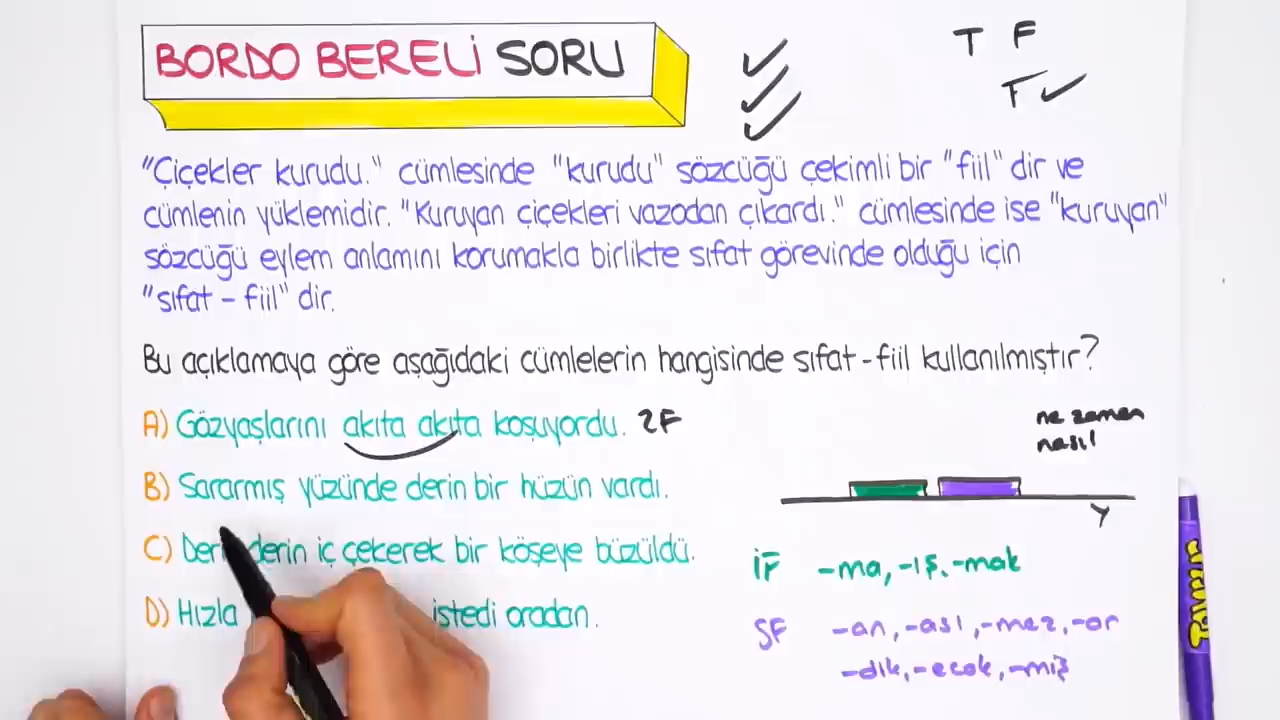 BORDO BERELİ SORU
T F
F
"Çiçekler kurudu." cümlesinde "kurudu" sözcüğü çekimli bir "fiil" dir ve
cümlenin yüklemidir. "Kuruyan çiçekleri vazodan çıkardı." cümlesinde ise "kuruyan"
sözcüğü eylem anlamını korumakla birlikte sıfat görevinde olduğu için
"sıfat - fiil" dir.
Bu açıklamaya göre aşağıdaki cümlelerin hangisinde sıfat - fiil kullanılmıştır?
A) Gözyaşlarını akıta akıta koşuyordu. ZF
B) Sararmış yüzünde derin bir hüzün vardı.
C) derin iç çekerek bir köşeye büzüldü.
D) Hızla istedi oradan.
ne zaman
nasıl
Y
İF -ma, -ış, -mak
SF -an, -ası, -mez, -ar
-dık, -ecek, -miş